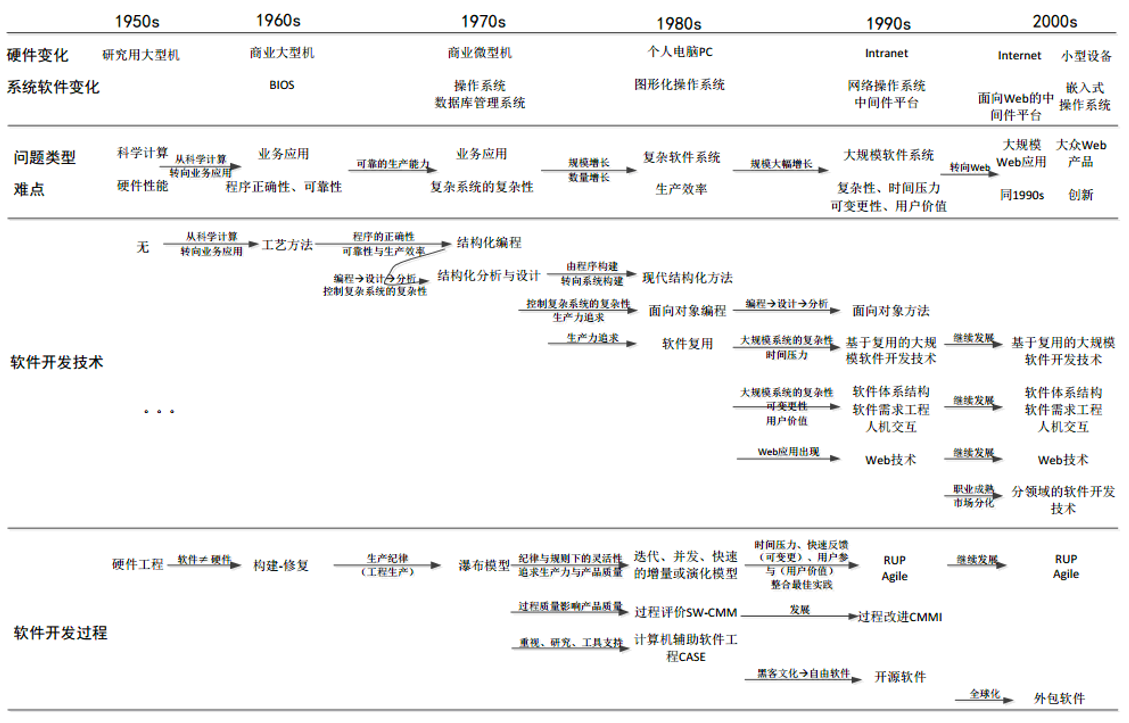 1950s 1960s 1970s 1980s 1990s 2000s
硬件变化 研究用大型机 商业大型机 商业微型机 个人电脑PC Intranet Internet 小型设备
系统软件变化 BIOS 操作系统 图形化操作系统 网络操作系统 面向Web的中 嵌入式
数据库管理系统 中间件平台 间件平台 操作系统
问题类型 科学计算 从科学计算 业务应用 可靠的生产能力 业务应用 规模增长 复杂软件系统 规模大幅增长 大规模软件系统 转向Web 大规模 大众Web
转向业务应用 数量增长 Web应用 产品
难点 硬件性能 程序正确性、可靠性 复杂系统的复杂性 生产效率 复杂性、时间压力 同1990s 创新
可变更性、用户价值
无 从科学计算 工艺方法 程序的正确性 结构化编程
转向业务应用 可靠性与生产效率
编程→设计→分析 结构化分析与设计 由程序构建 现代结构化方法
控制复杂系统的复杂性 转向系统构建
控制复杂系统的复杂性 面向对象编程 编程→设计→分析 面向对象方法
生产力追求
软件开发技术 生产力追求 软件复用 大规模系统的复杂性 基于复用的大规 继续发展 基于复用的大规模
时间压力 模软件开发技术 软件开发技术
大规模系统的复杂性 软件体系结构 继续发展 软件体系结构
。。。 可变更性 软件需求工程 软件需求工程
用户价值 人机交互 人机交互
Web应用出现 Web技术 继续发展 Web技术
职业成熟 分领域的软件开发
市场分化 技术
硬件工程 软件≠硬件 构建-修复 生产纪律 瀑布模型 纪律与规则下的灵活性 迭代、并发、快速 时间压力、快速反馈 RUP 继续发展 RUP
（工程生产） 追求生产力与产品质量 的增量或演化模型 （可变更）、用户参 Agile Agile
与（用户价值）
整合最佳实践
软件开发过程 过程质量影响产品质量 过程评价SW-CMM 发展 过程改进CMMI
重视、研究、工具支持 计算机辅助软件工
程CASE
黑客文化→自由软件 开源软件
全球化 外包软件